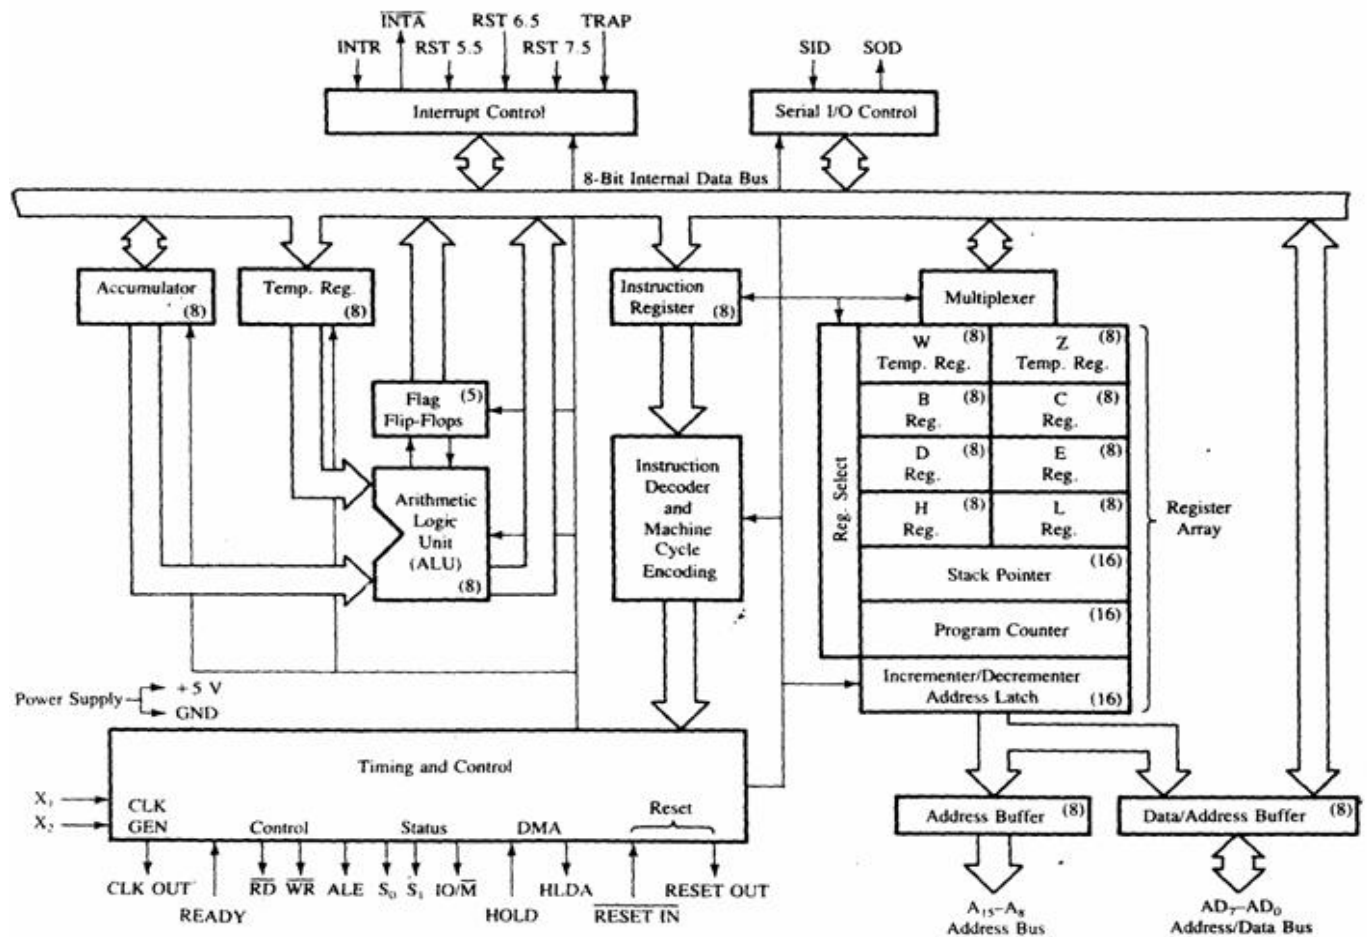 INTA RST 6.5 TRAP
INTR RST 5.5 RST 7.5
SID SOD
Interrupt Control
Serial I/O Control
8-Bit Internal Data Bus
Accumulator
(8)
Temp. Reg.
(8)
Instruction
Register
(8)
Multiplexer
Flag (5)
Flip-Flops
Arithmetic
Logic
Unit
(ALU)
(8)
Instruction
Decoder
and
Machine
Cycle
Encoding
Reg. Select
W (8)
Temp. Reg.
Z (8)
Temp. Reg.
B (8)
Reg.
C (8)
Reg.
D (8)
Reg.
E (8)
Reg.
H (8)
Reg.
L (8)
Reg.
(16)
Stack Pointer
(16)
Program Counter
Incrementer/Decrementer
Address Latch (16)
Register
Array
Power Supply
+5 V
GND
Timing and Control
X₁
X₂
CLK
GEN
Control
Status
DMA
Reset
CLK OUT
READY
RD
WR
ALE
S₀
S₁
IO/M
HOLD
HLDA
RESET IN
RESET OUT
Address Buffer (8)
Data/Address Buffer (8)
A₁₅–A₈
Address Bus
AD₇–AD₀
Address/Data Bus